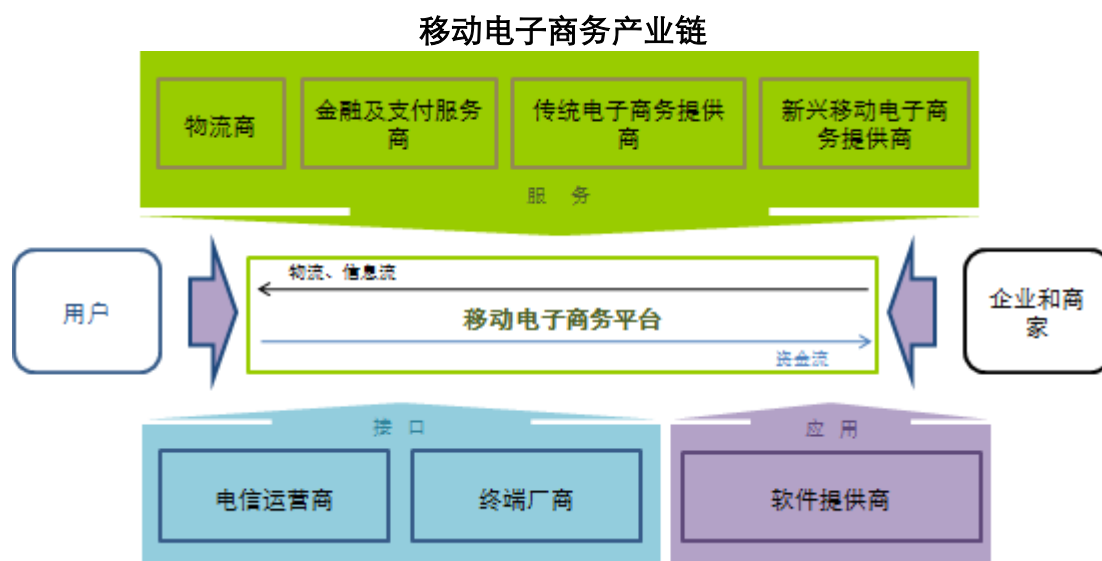 移动电子商务产业链
物流商
金融及支付服务
商
传统电子商务提供
商
新兴移动电子商
务提供商
服 务
用户
物流、信息流
移动电子商务平台
资金流
企业和商
家
接 口
应 用
电信运营商
终端厂商
软件提供商